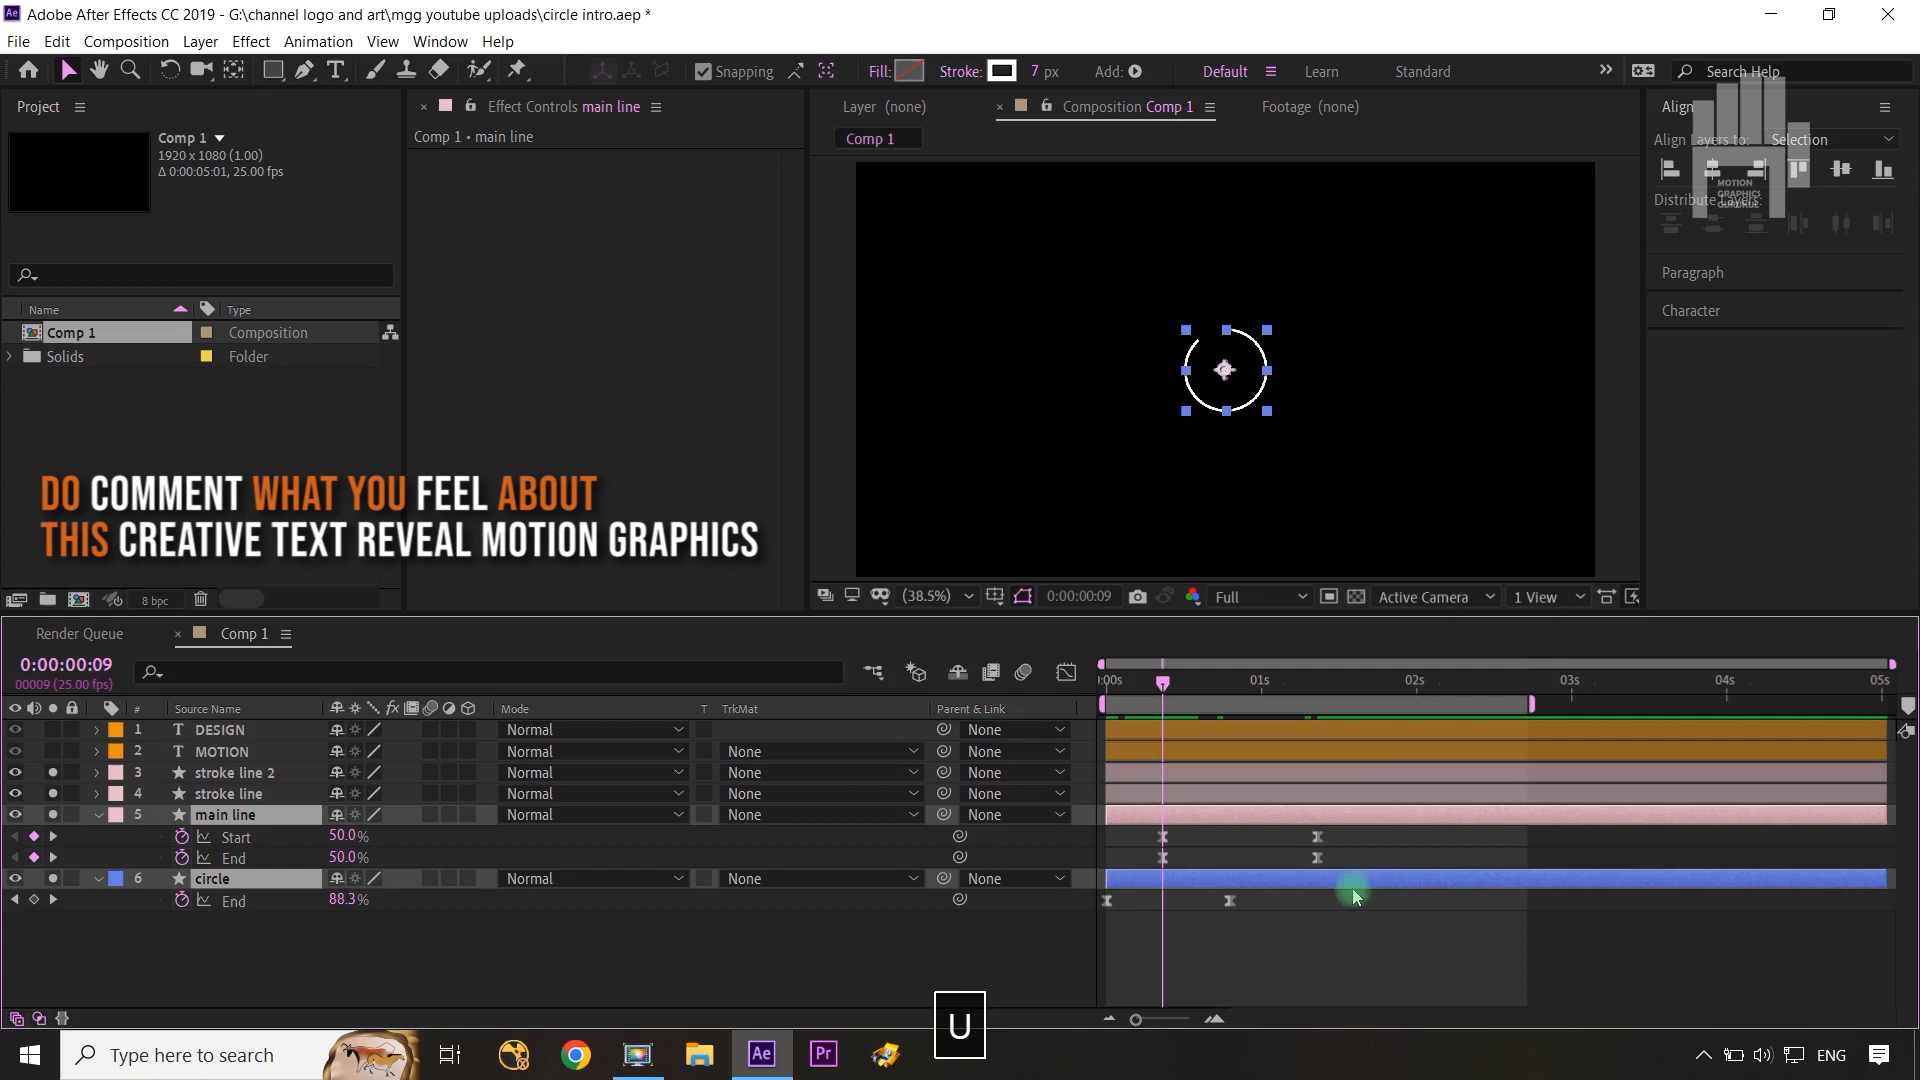 Adobe After Effects CC 2019 - G:\channel logo and art\mgg youtube uploads\circle intro.aep *
File Edit Composition Layer Effect Animation View Window Help
Snapping Fill: Stroke: 7 px Add: Default Learn Standard Search Help
Project
Comp 1
1920 x 1080 (1.00)
Δ 0:00:05:01, 25.00 fps
Name Type
Comp 1 Composition
Solids Folder
8 bpc
Effect Controls main line
Comp 1 • main line
Layer (none) Composition Comp 1 Footage (none)
Comp 1
(38.5%) 0:00:00:09 Full Active Camera 1 View
Align
Align Layers to: Selection
MOTION
GRAPHICS
Distribute Layers:
Paragraph
Character
DO COMMENT WHAT YOU FEEL ABOUT
THIS CREATIVE TEXT REVEAL MOTION GRAPHICS
Render Queue Comp 1
0:00:00:09
00009 (25.00 fps)
):00s 01s 02s 03s 04s 05s
# Source Name Mode T TrkMat Parent & Link
1 T DESIGN Normal None
2 T MOTION Normal None None
3 stroke line 2 Normal None None
4 stroke line Normal None None
5 main line Normal None None
Start 50.0%
End 50.0%
6 circle Normal None None
End 88.3%
U
Type here to search
Ae Pr
ENG